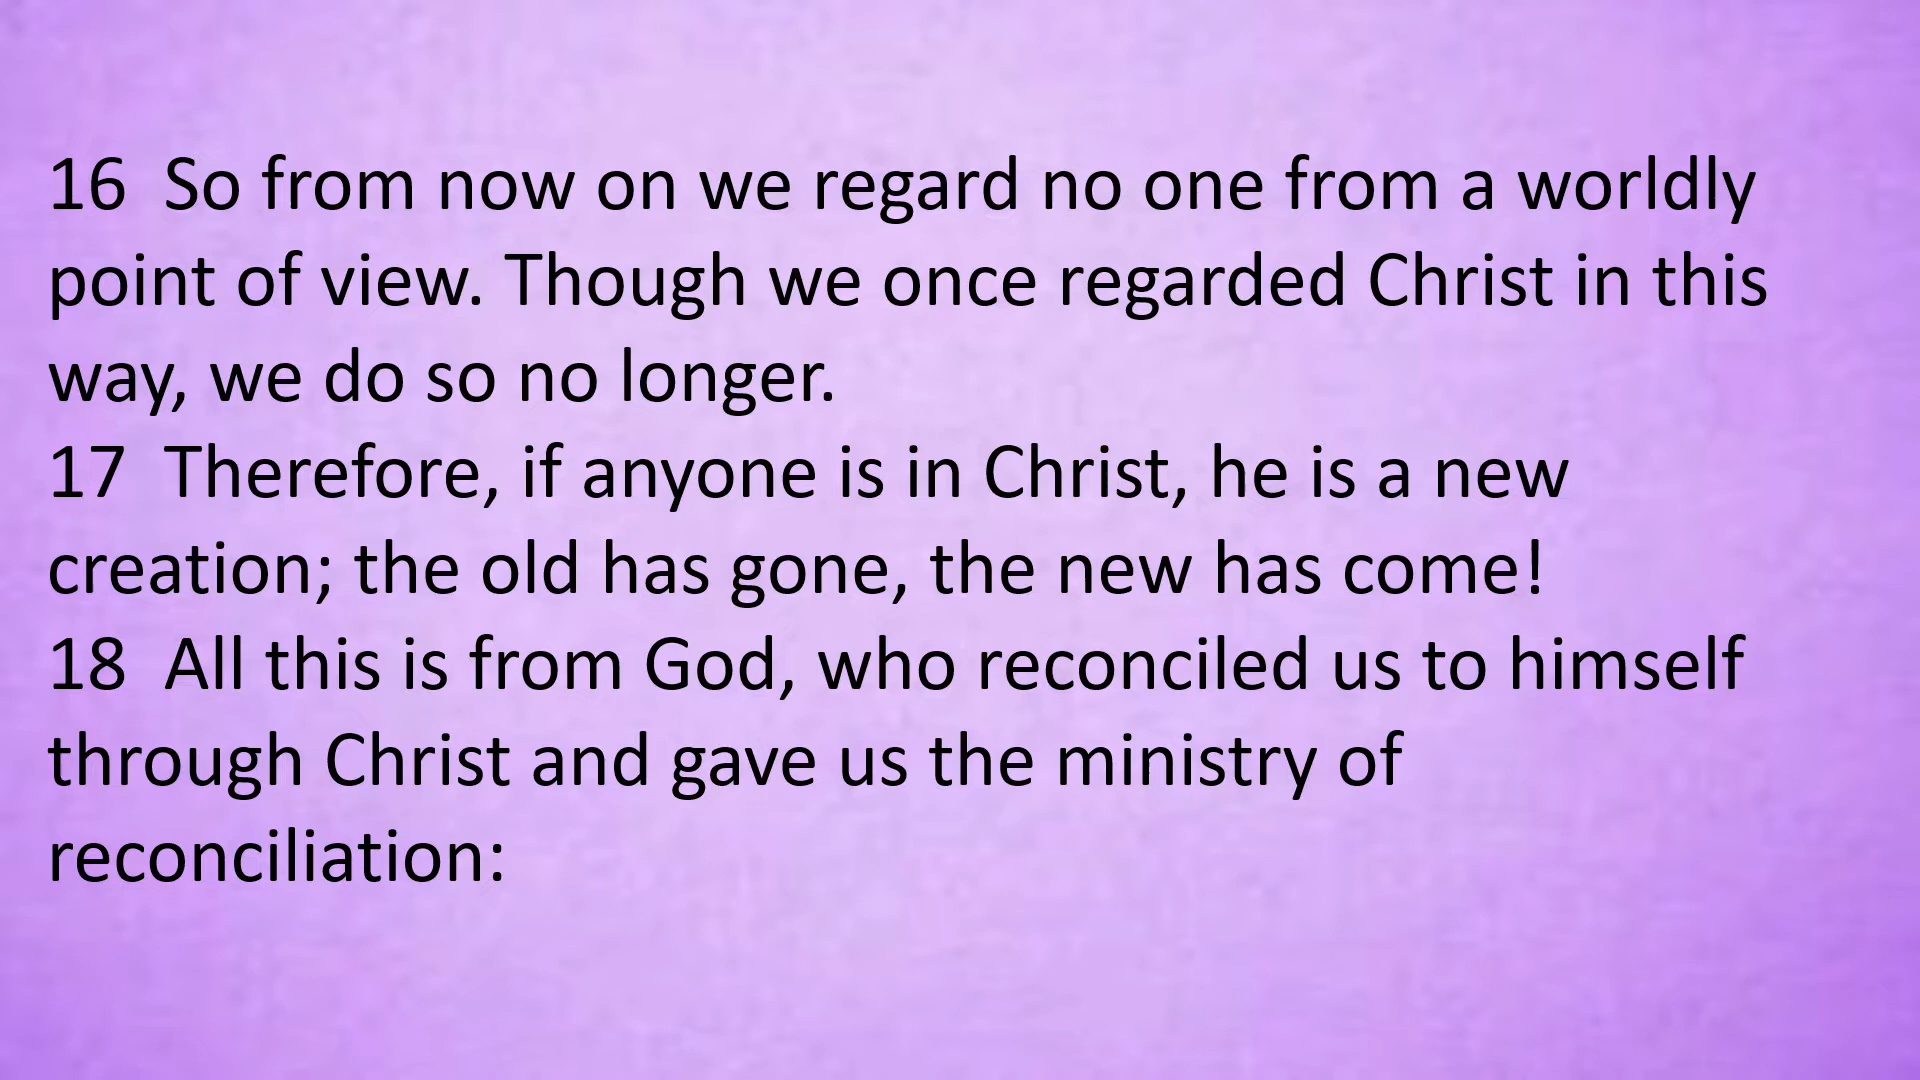 16  So from now on we regard no one from a worldly
point of view. Though we once regarded Christ in this
way, we do so no longer.
17  Therefore, if anyone is in Christ, he is a new
creation; the old has gone, the new has come!
18  All this is from God, who reconciled us to himself
through Christ and gave us the ministry of
reconciliation: